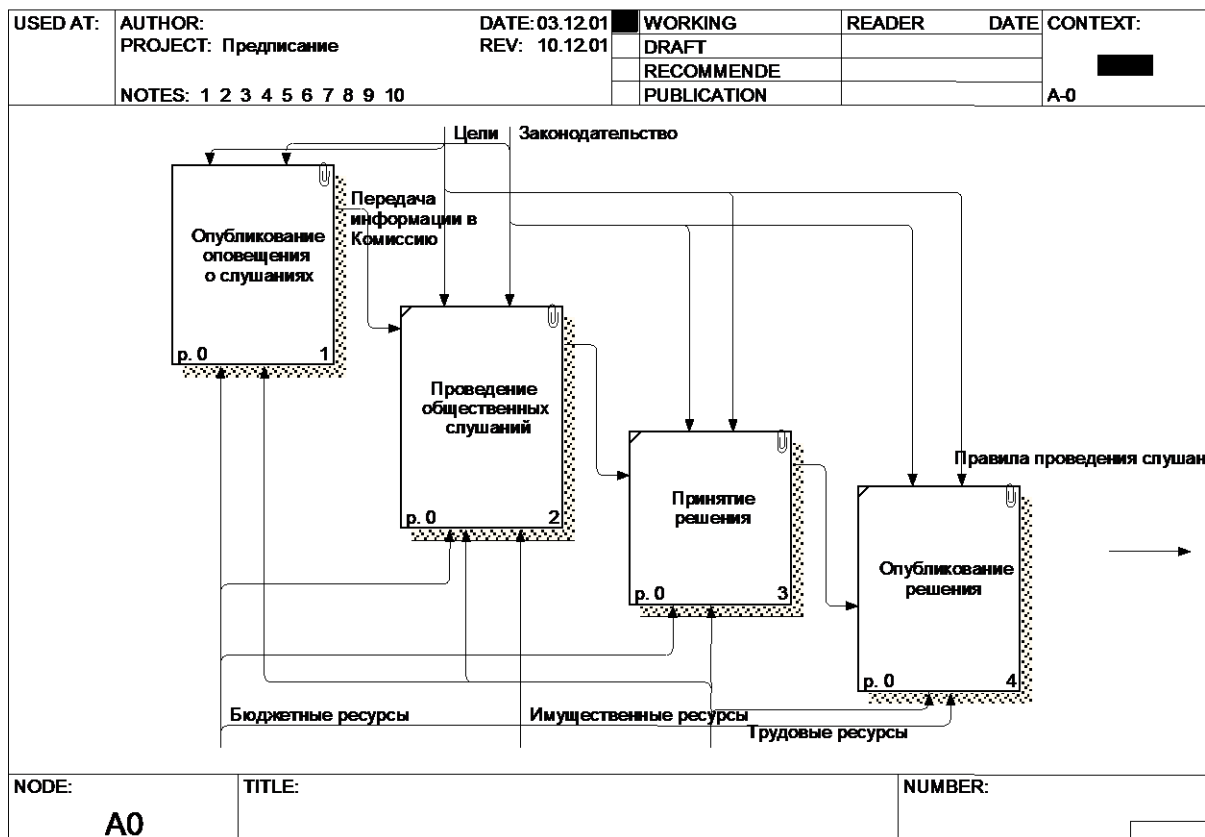 USED AT:
AUTHOR:
DATE: 03.12.01
WORKING
READER
DATE
CONTEXT:
PROJECT: Предписание
REV: 10.12.01
DRAFT
RECOMMENDE
NOTES: 1 2 3 4 5 6 7 8 9 10
PUBLICATION
A-0
Цели
Законодательство
Передача
информации в
Комиссию
Опубликование
оповещения
о слушаниях
p. 0
1
Проведение
общественных
слушаний
p. 0
2
Правила проведения слушан
Принятие
решения
p. 0
3
Опубликование
решения
p. 0
4
Бюджетные ресурсы
Имущественные ресурсы
Трудовые ресурсы
NODE:
TITLE:
NUMBER:
A0